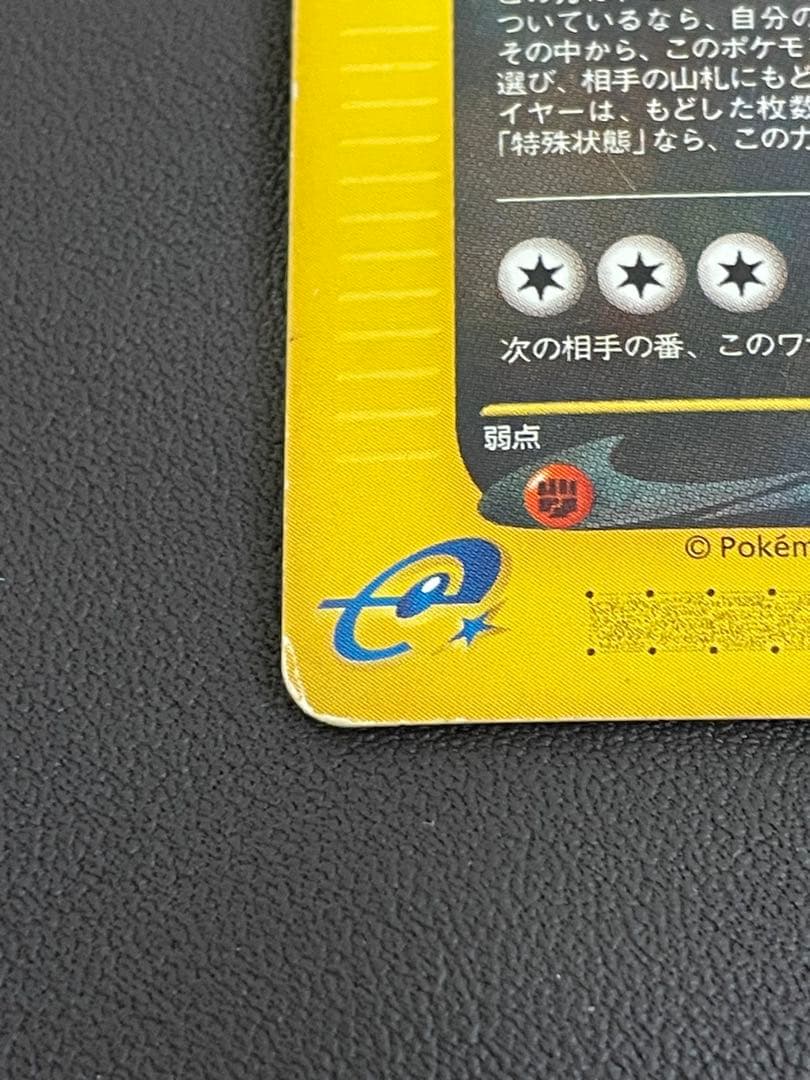 ついているなら、自分の
その中から、このポケモ
選び、相手の山札にもど
イヤーは、もどした枚数
「特殊状態」なら、この力
次の相手の番、このワ
弱点
© Pokém